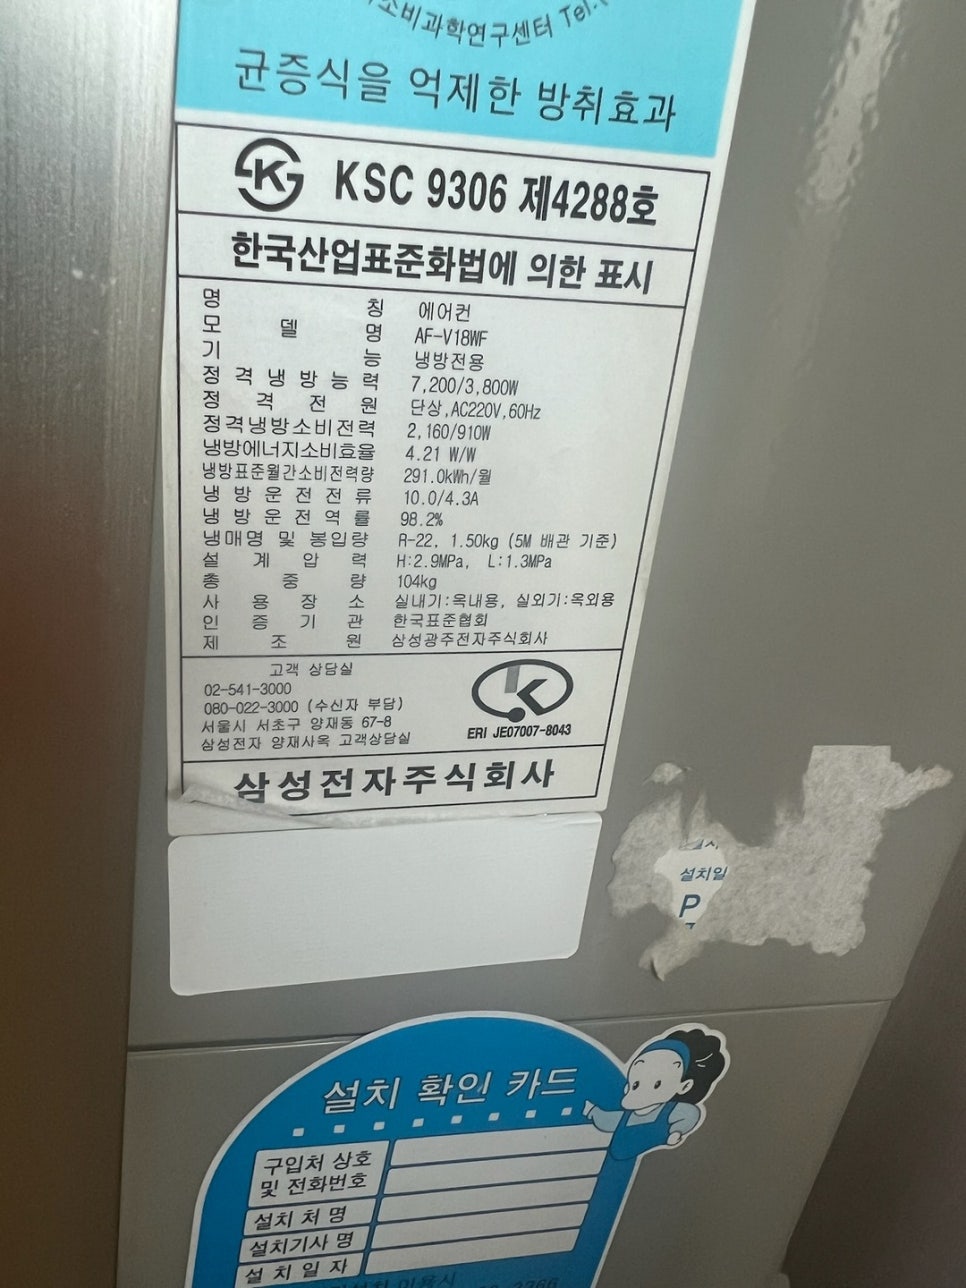 소비과학연구센터 Tel.
균증식을 억제한 방취효과
KSC 9306 제4288호
한국산업표준화법에 의한 표시
명 칭 에어컨
모 델 명 AF-V18WF
기 능 냉방전용
정 격 냉 방 능 력 7,200/3,800W
정 격 전 원 단상,AC220V,60Hz
정격냉방소비전력 2,160/910W
냉방에너지소비효율 4.21 W/W
냉방표준월간소비전력량 291.0kWh/월
냉 방 운 전 전 류 10.0/4.3A
냉 방 운 전 역 률 98.2%
냉매명 및 봉입량 R-22, 1.50kg (5M 배관 기준)
설 계 압 력 H:2.9MPa, L:1.3MPa
총 중 량 104kg
사 용 장 소 실내기:옥내용, 실외기:옥외용
인 증 기 관 한국표준협회
제 조 원 삼성광주전자주식회사
고객 상담실
02-541-3000
080-022-3000 (수신자 부담)
서울시 서초구 양재동 67-8
삼성전자 양재사옥 고객상담실
ERI JE07007-8043
삼성전자주식회사
설치일
P
설치 확인 카드
구입처 상호
및 전화번호
설 치 처 명
설치기사 명
설 치 일 자